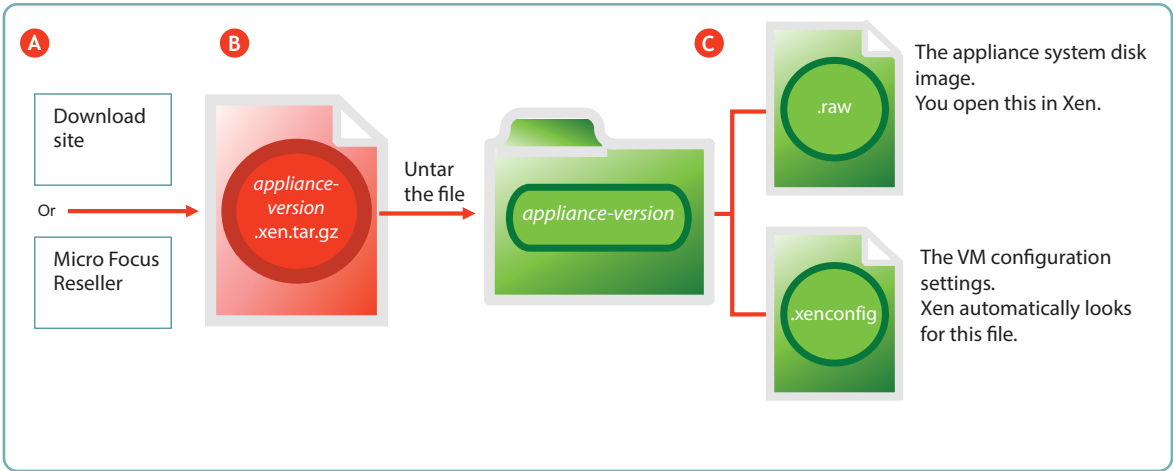 A
B
C
Download
site
Or
Micro Focus
Reseller
appliance-
version
.xen.tar.gz
Untar
the file
appliance-version
.raw
The appliance system disk
image.
You open this in Xen.
.xenconfig
The VM configuration
settings.
Xen automatically looks
for this file.